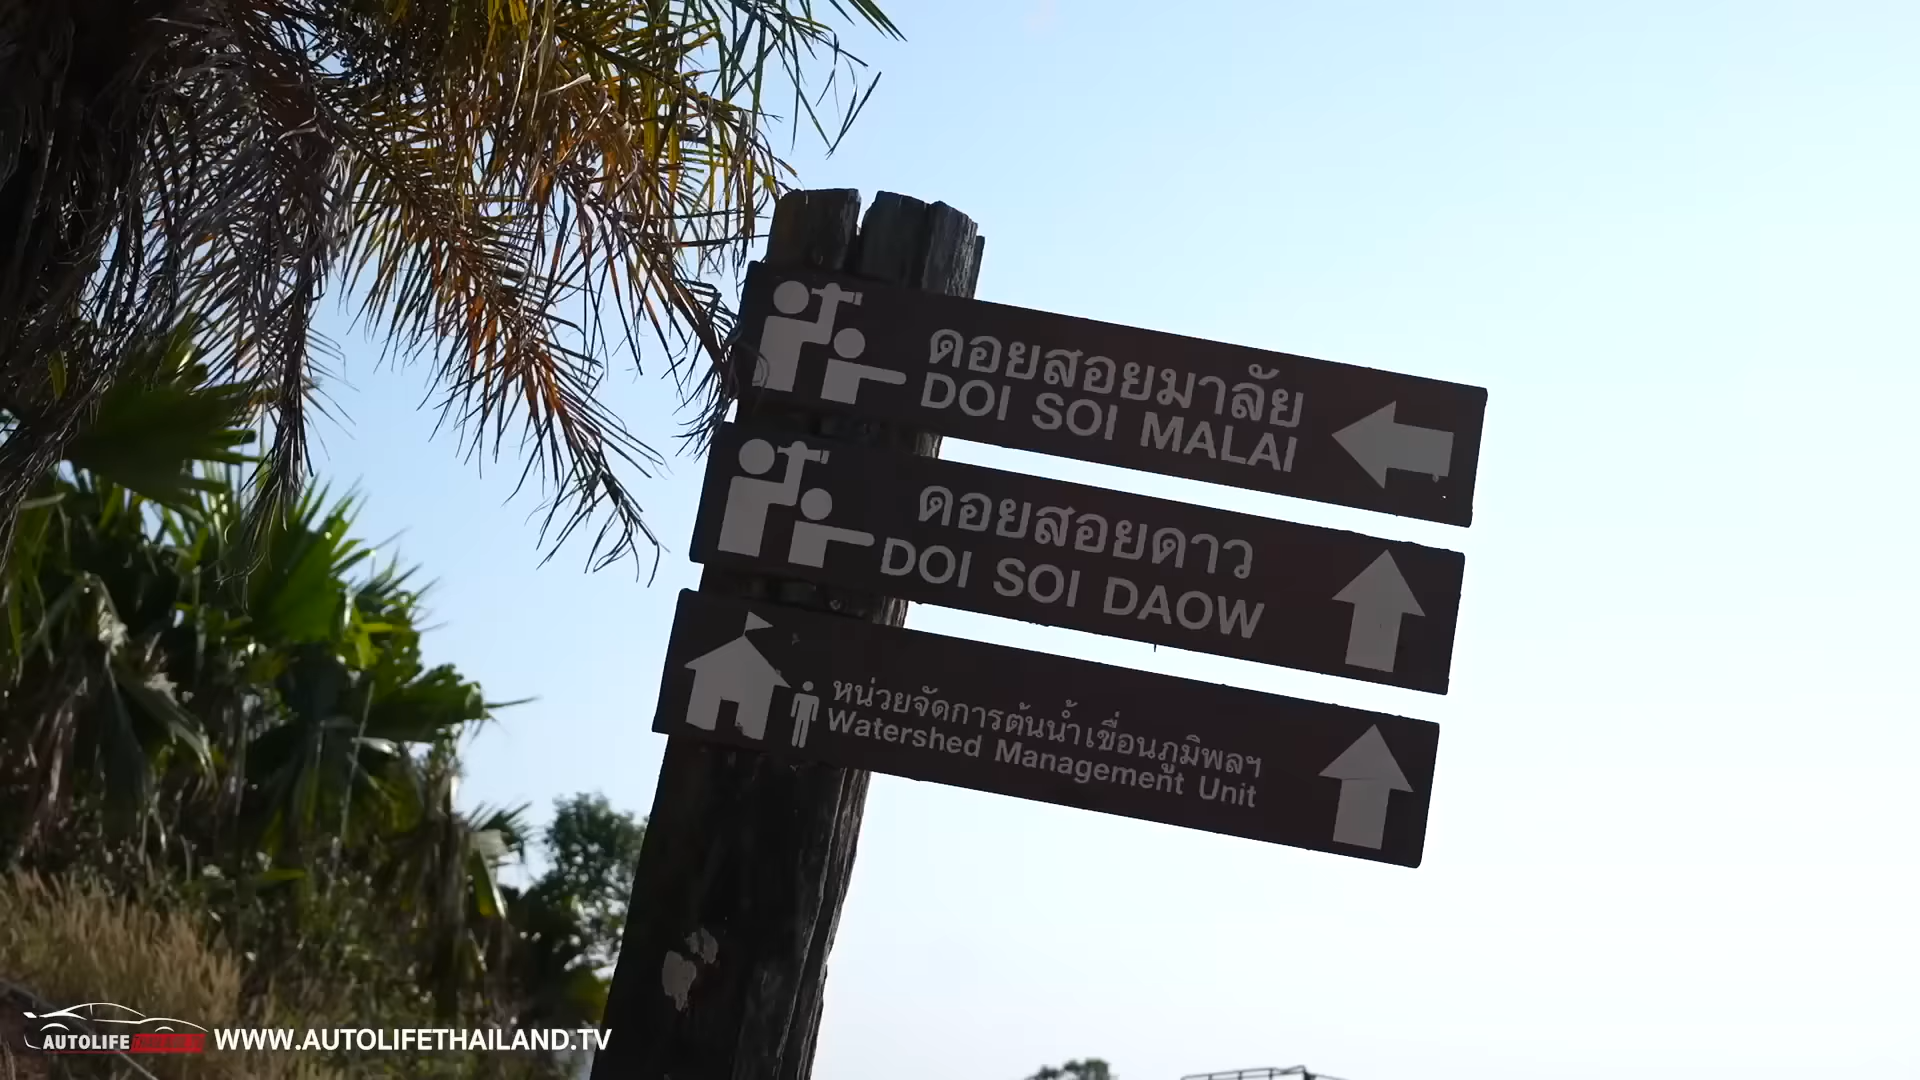 ดอยสอยมาลัย
DOI SOI MALAI
ดอยสอยดาว
DOI SOI DAOW
หน่วยจัดการต้นน้ำเขื่อนภูมิพลฯ
Watershed Management Unit
AUTOLIFE
WWW.AUTOLIFETHAILAND.TV